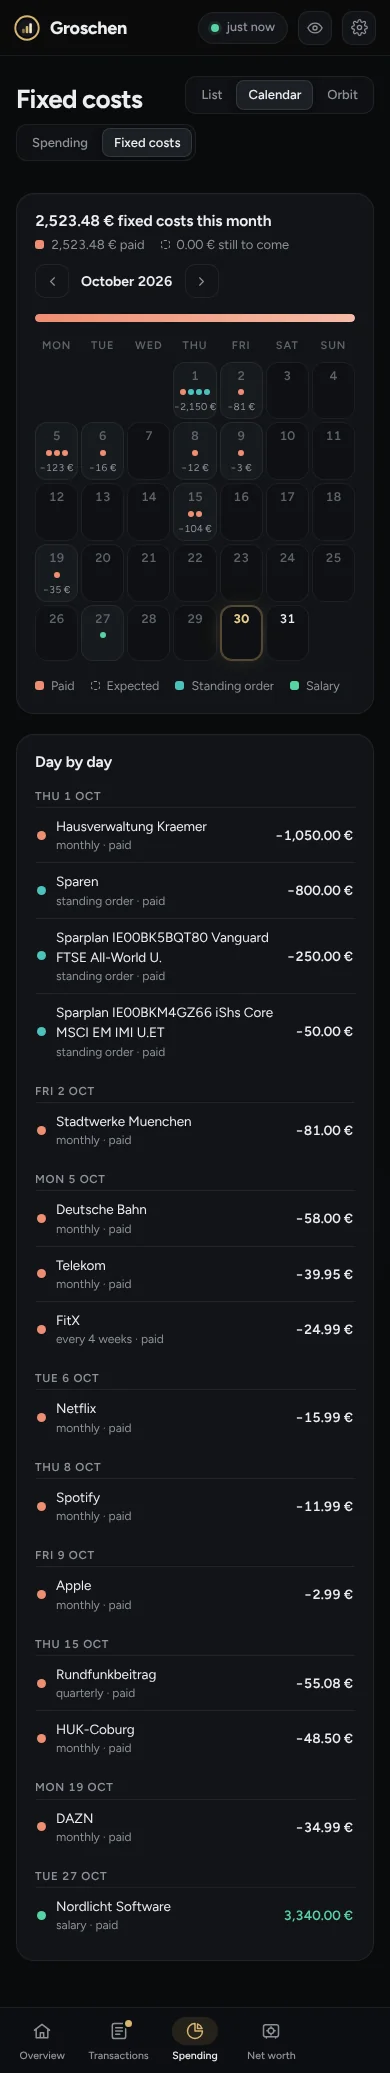 Groschen
just now
Fixed costs
List
Calendar
Orbit
Spending
Fixed costs
2,523.48 € fixed costs this month
2,523.48 € paid
0.00 € still to come
October 2026
MON TUE WED THU FRI SAT SUN
1 2 3 4
−2,150 € −81 €
5 6 7 8 9 10 11
−123 € −16 € −12 € −3 €
12 13 14 15 16 17 18
−104 €
19 20 21 22 23 24 25
−35 €
26 27 28 29 30 31
Paid
Expected
Standing order
Salary
Day by day
THU 1 OCT
Hausverwaltung Kraemer
monthly · paid
−1,050.00 €
Sparen
standing order · paid
−800.00 €
Sparplan IE00BK5BQT80 Vanguard
FTSE All-World U.
standing order · paid
−250.00 €
Sparplan IE00BKM4GZ66 iShs Core
MSCI EM IMI U.ET
standing order · paid
−50.00 €
FRI 2 OCT
Stadtwerke Muenchen
monthly · paid
−81.00 €
MON 5 OCT
Deutsche Bahn
monthly · paid
−58.00 €
Telekom
monthly · paid
−39.95 €
FitX
every 4 weeks · paid
−24.99 €
TUE 6 OCT
Netflix
monthly · paid
−15.99 €
THU 8 OCT
Spotify
monthly · paid
−11.99 €
FRI 9 OCT
Apple
monthly · paid
−2.99 €
THU 15 OCT
Rundfunkbeitrag
quarterly · paid
−55.08 €
HUK-Coburg
monthly · paid
−48.50 €
MON 19 OCT
DAZN
monthly · paid
−34.99 €
TUE 27 OCT
Nordlicht Software
salary · paid
3,340.00 €
Overview
Transactions
Spending
Net worth